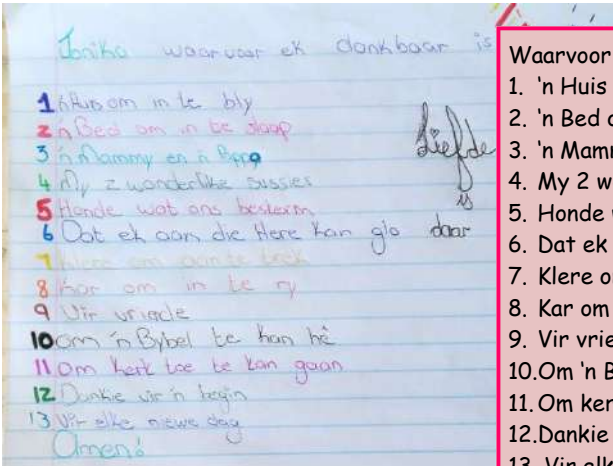 Jonika waarvoor ek dankbaar is
1 'n Huis om in te bly
2 'n Bed om in te slaap
3 'n Mammy en 'n Pappa
4 My 2 wonderlike sussies
5 Honde wat ons beskerm
6 Dat ek aan die Here kan glo
7 Klere om aan te trek
8 Kar om in te ry
9 Vir vriende
10 Om 'n Bybel te kan hê
11 Om kerk toe te kan gaan
12 Dankie vir 'n begin
13 Vir elke nuwe dag
Amen!
Liefde
is
daar
Waarvoor
1. 'n Huis
2. 'n Bed
3. 'n Mam
4. My 2 w
5. Honde
6. Dat ek
7. Klere o
8. Kar om
9. Vir vrie
10.Om 'n B
11. Om ker
12.Dankie
13. Vir elk